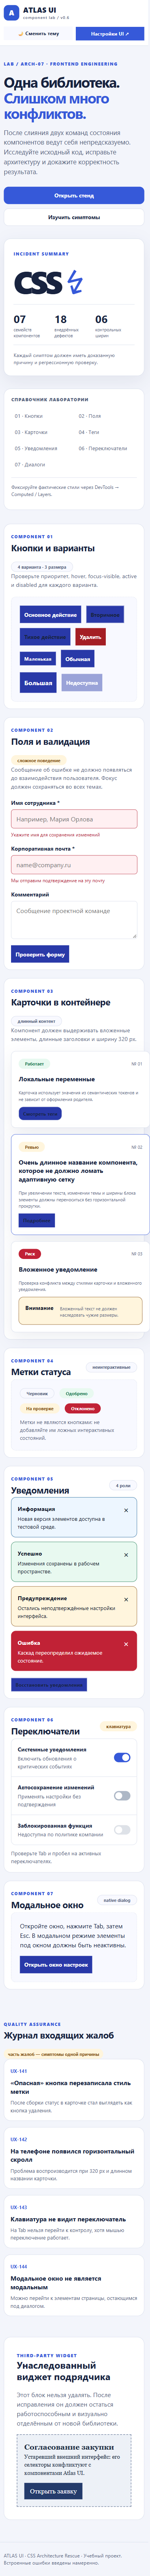 A
ATLAS UI
component lab / v0.6
🌙 Сменить тему
Настройки UI ↗
LAB / ARCH-07 · FRONTEND ENGINEERING
Одна библиотека.
Слишком много
конфликтов.
После слияния двух команд состояния
компонентов ведут себя непредсказуемо.
Исследуйте исходный код, исправьте
архитектуру и докажите корректность
результата.
Открыть стенд
Изучить симптомы
INCIDENT SUMMARY
CSS
07
18
06
семейств
компонентов
внедрённых
дефектов
контрольных
ширин
Каждый симптом должен иметь доказанную
причину и регрессионную проверку.
СПРАВОЧНИК ЛАБОРАТОРИИ
01 · Кнопки
02 · Поля
03 · Карточки
04 · Теги
05 · Уведомления
06 · Переключатели
07 · Диалоги
Фиксируйте фактические стили через DevTools →
Computed / Layers.
COMPONENT 01
Кнопки и варианты
4 варианта · 3 размера
Проверьте приоритет, hover, focus-visible, active
и disabled для каждого варианта.
Основное действие
Удалить
Маленькая
Обычная
Большая
Недоступна
COMPONENT 02
Поля и валидация
сложное поведение
Сообщение об ошибке не должно появляться
до взаимодействия пользователя. Фокус
должен сохраняться во всех темах.
Имя сотрудника *
Например, Мария Орлова
Укажите имя для сохранения изменений
Корпоративная почта *
name@company.ru
Мы отправим подтверждение на эту почту
Комментарий
Сообщение проектной команде
Проверить форму
COMPONENT 03
Карточки в контейнере
длинный контент
Компонент должен выдерживать вложенные
элементы, длинные заголовки и ширину 320 px.
Работает
№ 01
Локальные переменные
Карточка использует значение из семантических токенов и
не зависит от оформления родителя.
Ревью
№ 02
Очень длинное название компонента,
которое не должно ломать
адаптивную сетку
При увеличении текста, изменении темы и ширины блока
элементы должны переноситься без горизонтальной
прокрутки.
Риск
№ 03
Вложенное уведомление
Проверка конфликта между стилями карточки и вложенного
уведомления.
Внимание
Вложенный текст не должен
наследовать чужие размеры.
COMPONENT 04
Метки статуса
неинтерактивные
Черновик
Одобрено
На проверке
Отклонено
Метки не являются кнопками: не
добавляйте им ложных интерактивных
состояний.
COMPONENT 05
Уведомления
4 роли
Информация
×
Новая версия элементов доступна в
тестовой среде.
Успешно
×
Изменения сохранены в рабочем
пространстве.
Предупреждение
×
Остались неподтверждённые настройки
интерфейса.
Ошибка
×
Каскад переопределил ожидаемое
состояние.
COMPONENT 06
Переключатели
клавиатура
Системные уведомления
Включить обновления о
критических событиях
Автосохранение изменений
Применять настройки без
подтверждения
Заблокированная функция
Недоступна по политике компании
Проверьте Tab и пробел на активных
переключателях.
COMPONENT 07
Модальное окно
native dialog
Откройте окно, нажмите Tab, затем
Esc. В модальном режиме элементы
под окном должны быть неактивны.
Открыть окно настроек
QUALITY ASSURANCE
Журнал входящих жалоб
часть жалоб — симптомы одной причины
UX-141
«Опасная» кнопка перезаписала стиль
метки
После сборки статус в карточке стал выглядеть как
кнопка удаления.
UX-142
На телефоне появился горизонтальный
скролл
Проблема воспроизводится при 320 px и длинном
названии карточки.
UX-143
Клавиатура не видит переключатель
На Tab нельзя перейти к контролу, хотя мышью
переключение работает.
UX-144
Модальное окно не является
модальным
Можно перейти к элементам страницы, остающимся
под диалогом.
THIRD-PARTY WIDGET
Унаследованный
виджет подрядчика
Этот блок нельзя удалить. После
исправления он должен остаться
работоспособным и визуально
отделённым от новой библиотеки.
Согласование закупки
Устаревший внешний интерфейс: его
селекторы конфликтуют с
компонентами Atlas UI.
Открыть заявку
ATLAS UI · CSS Architecture Rescue · Учебный проект.
Встроенные ошибки введены намеренно.